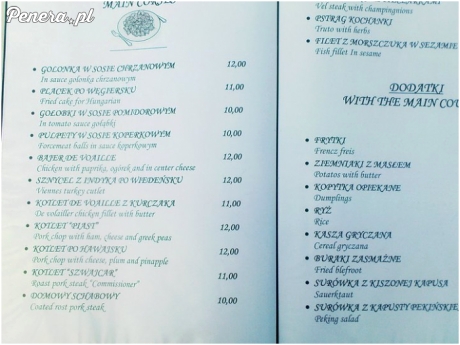 Penera.pl
MAIN COURSE
GOLONKA W SOSIE CHRZANOWYM 12,00
In sauce golonka chrzanowym
PLACEK PO WĘGIERSKU 11,00
Fried cake for Hungarian
GOŁOBKI W SOSIE POMIDOROWYM 10,00
In tomato sauce gołąbki
PULPETY W SOSIE KOPERKOWYM 10,00
Forcemeat balls in sauce koperkowym
BAJER DE VOAILLE 12,00
Chicken with paprika, ogórek and in center cheese
SZNYCEL Z INDYKA PO WIEDEŃSKU 12,00
Viennes turkey cutlet
KOTLET DE VOAILLE Z KURCZAKA 11,00
De volailler chicken fillet with butter
KOTLET "PIAST" 12,00
Pork chop with ham, cheese and greek peas
KOTLET PO HAWAJSKU 12,00
Pork chop with cheese, plum and pinapple
KOTLET "SZWAJCAR" 11,00
Roast pork steak "Commissioner"
DOMOWY SCHABOWY 10,00
Coated rost pork steak
Vel steak with champingnions
PSTRĄG KOCHANKI
Truto with herbs
FILET Z MORSZCZUKA W SEZAMIE
Fish fillet In sesame
DODATKI
WITH THE MAIN COU
FRYTKI
Frencz freis
ZIEMNIAKI Z MASŁEM
Potatos with butter
KOPYTKA OPIEKANE
Dumplings
RYŻ
Rice
KASZA GRYCZANA
Cereal gryczana
BURAKI ZASMAŻNE
Fried blefroot
SURÓWKA Z KISZONEJ KAPUSA
Sauerktaut
SURÓWKA Z KAPUSTY PEKIŃSKIE
Peking salad